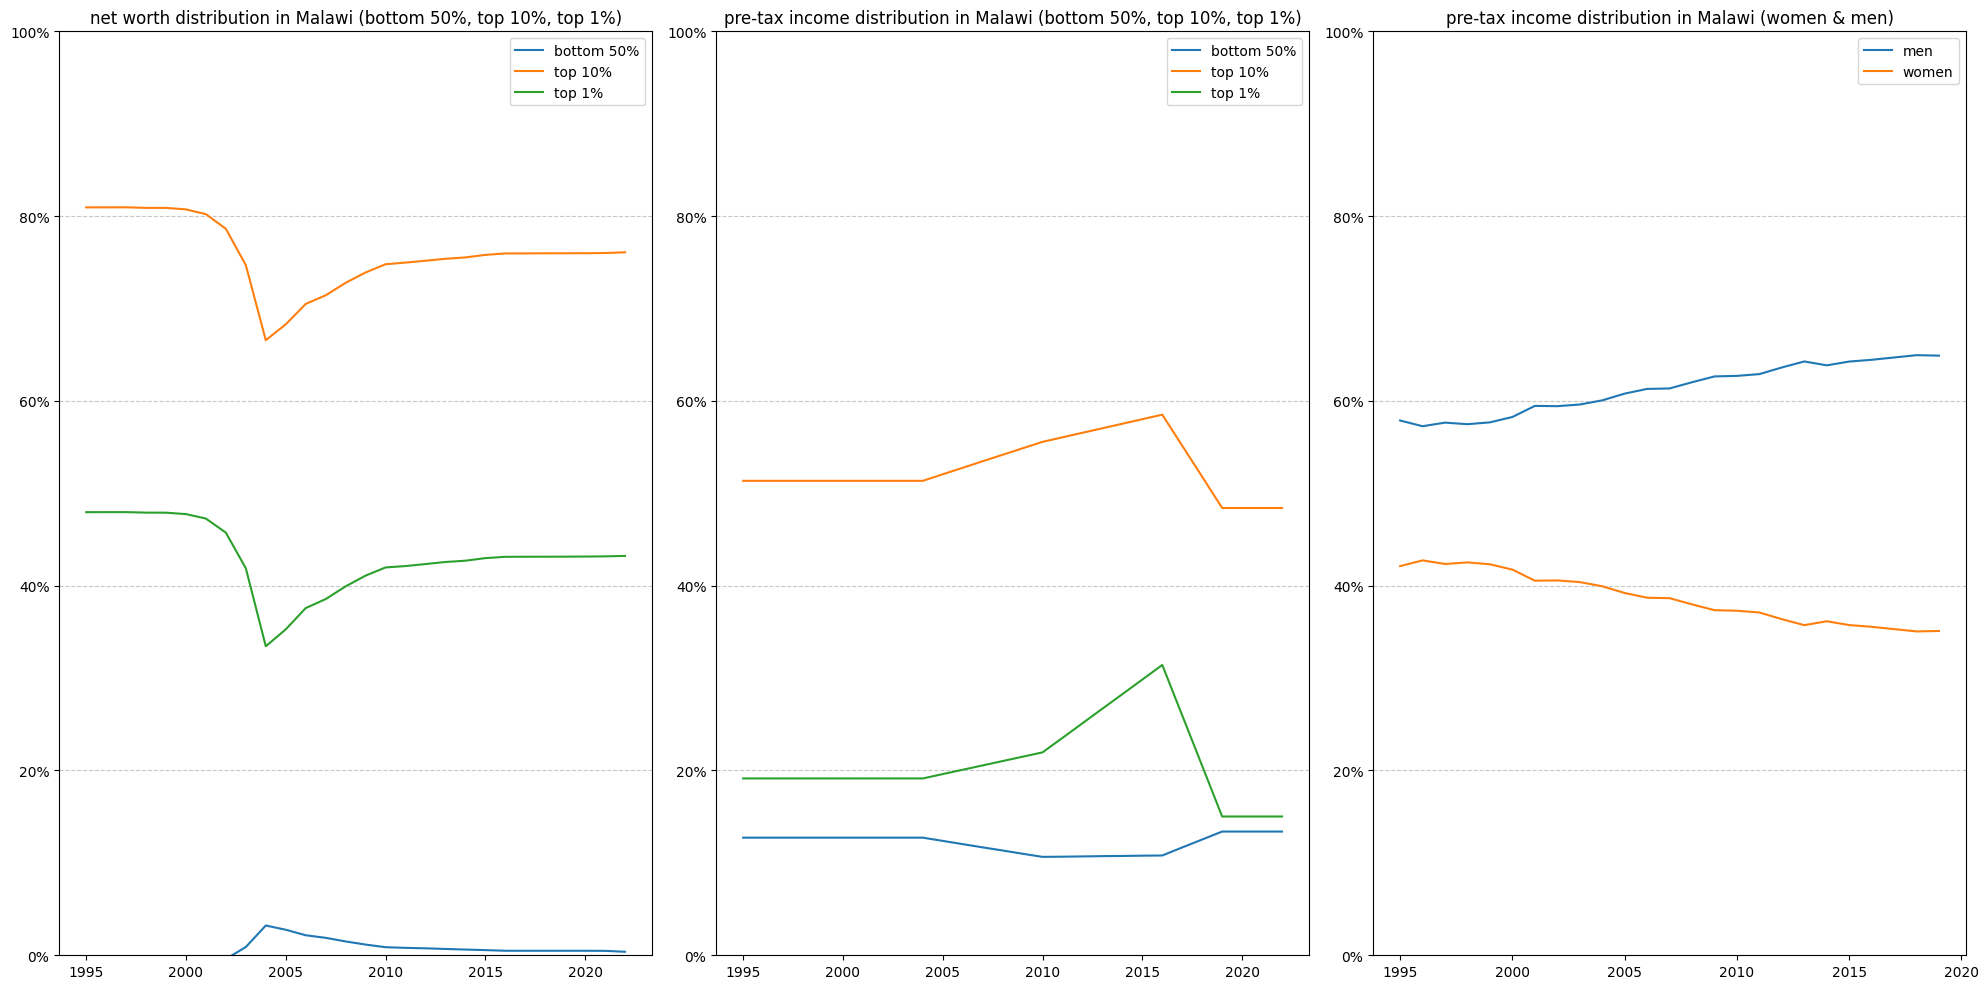 net worth distribution in Malawi (bottom 50%, top 10%, top 1%)
100%
80%
60%
40%
20%
0%
1995 2000 2005 2010 2015 2020
bottom 50%
top 10%
top 1%
pre-tax income distribution in Malawi (bottom 50%, top 10%, top 1%)
100%
80%
60%
40%
20%
0%
1995 2000 2005 2010 2015 2020
bottom 50%
top 10%
top 1%
pre-tax income distribution in Malawi (women & men)
100%
80%
60%
40%
20%
0%
1995 2000 2005 2010 2015 2020
men
women